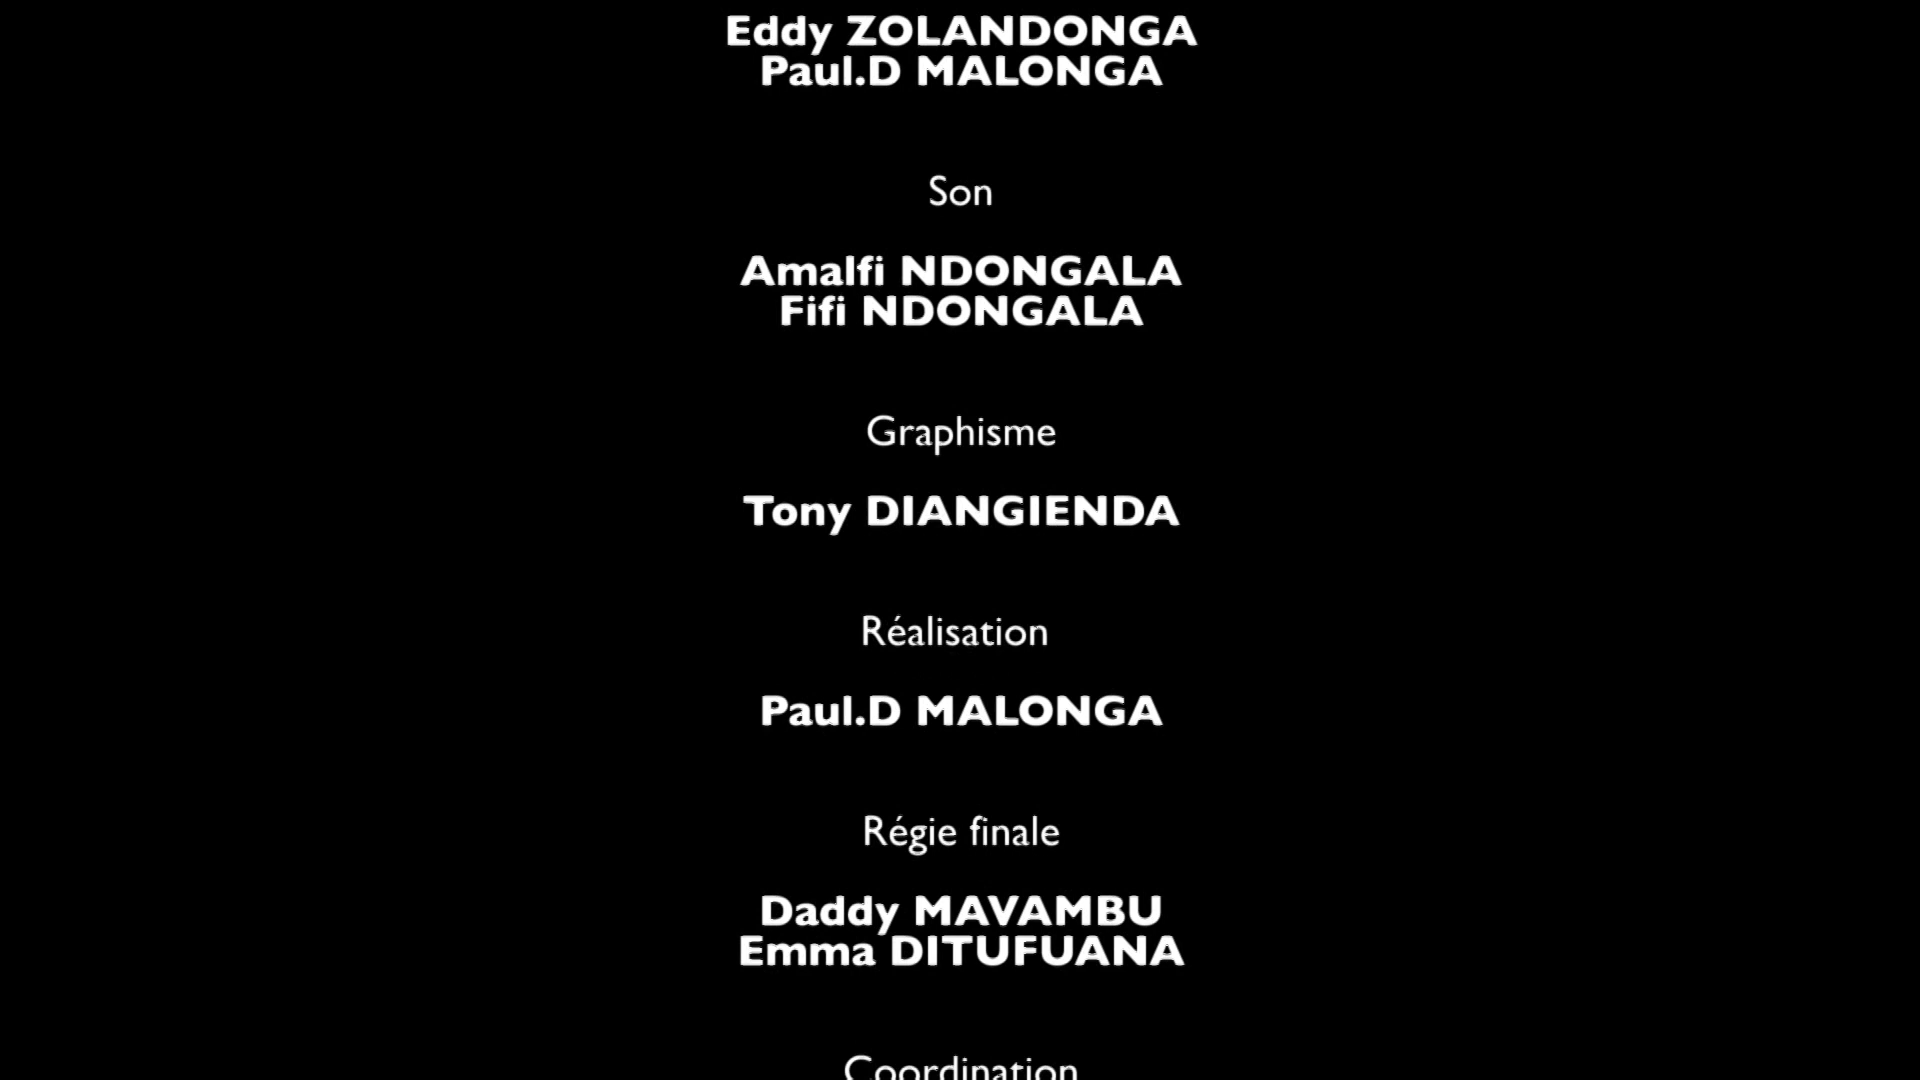 Eddy ZOLANDONGA
Paul.D MALONGA
Son
Amalfi NDONGALA
Fifi NDONGALA
Graphisme
Tony DIANGIENDA
Réalisation
Paul.D MALONGA
Régie finale
Daddy MAVAMBU
Emma DITUFUANA
Coordination